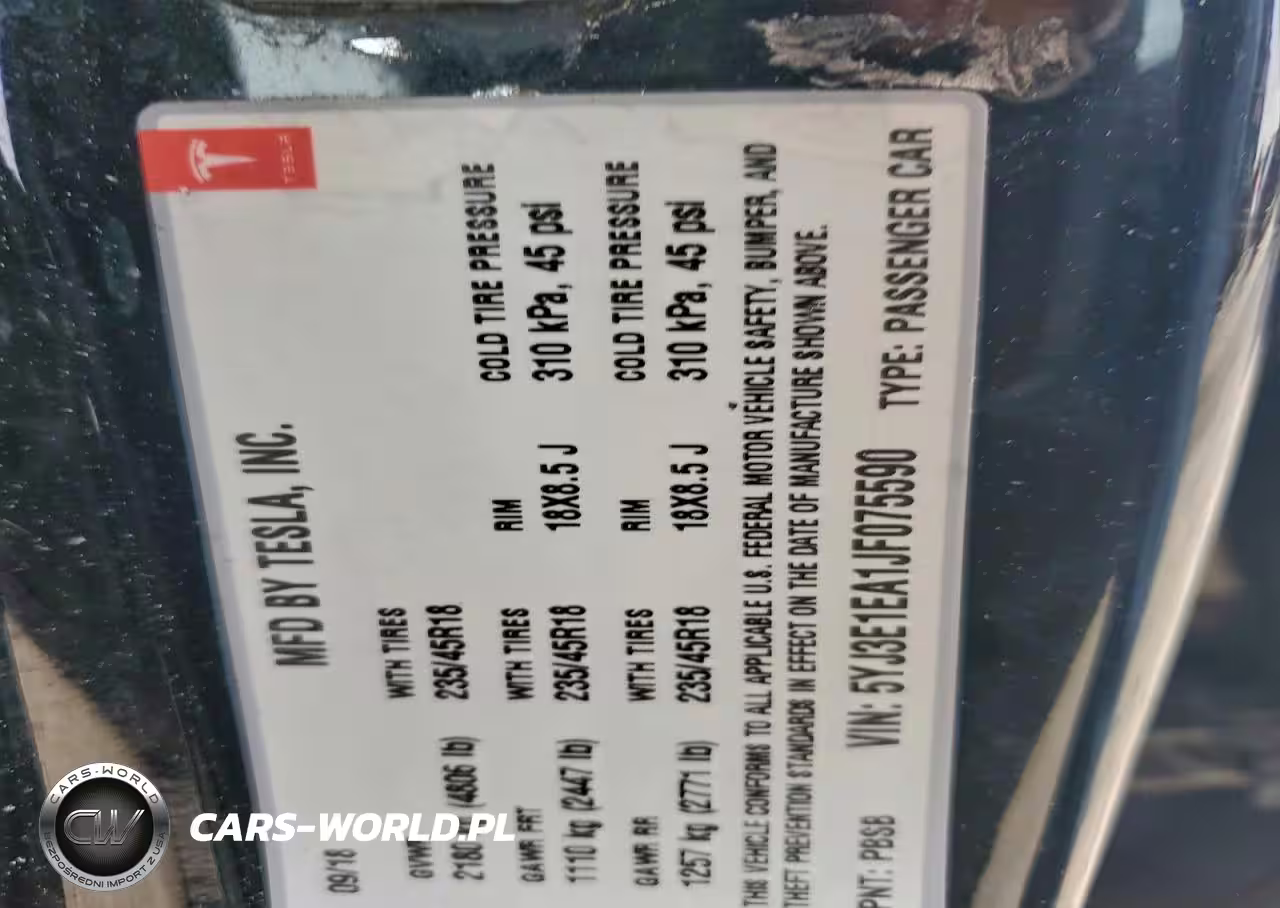 TESLA
MFD BY TESLA, INC.
09/18
GVWR WITH TIRES
2180 (4806 lb) 235/45R18
GAWR FRT WITH TIRES RIM COLD TIRE PRESSURE
1110 kg (2447 lb) 235/45R18 18X8.5 J 310 kPa, 45 psi
GAWR RR WITH TIRES RIM COLD TIRE PRESSURE
1257 kg (2771 lb) 235/45R18 18X8.5 J 310 kPa, 45 psi
THIS VEHICLE CONFORMS TO ALL APPLICABLE U.S. FEDERAL MOTOR VEHICLE SAFETY, BUMPER, AND
THEFT PREVENTION STANDARDS IN EFFECT ON THE DATE OF MANUFACTURE SHOWN ABOVE.
PNT: PBSB VIN: 5YJ3E1EA1JF075590 TYPE: PASSENGER CAR
CARS-WORLD
CW
BEZPOŚREDNI IMPORT Z USA
CARS-WORLD.PL